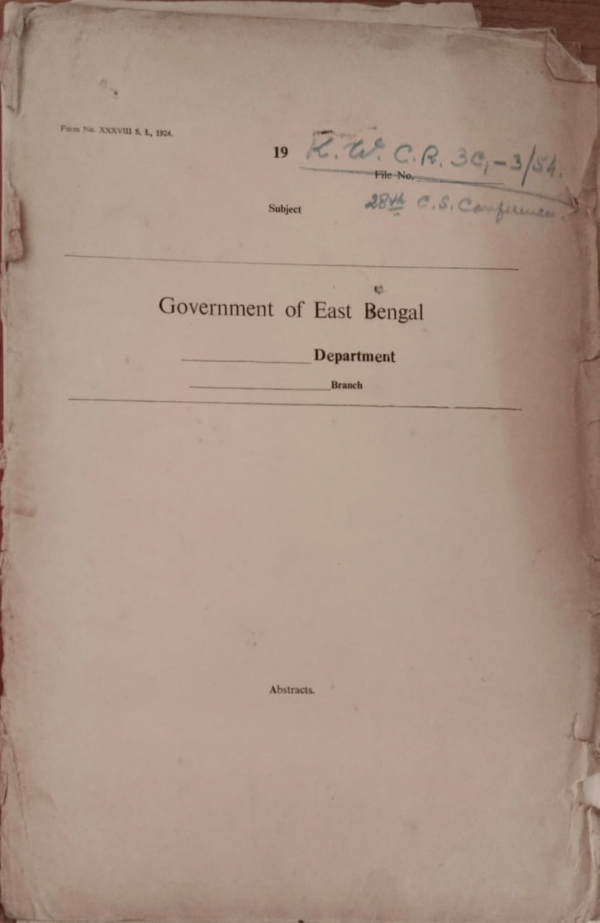 Form No. XXXVIII S. I., 1924.
19 K. W. C.R. 3C,-3/54.
File No.
28th C.S. Conference.
Subject
Government of East Bengal
Department
Branch
Abstracts.